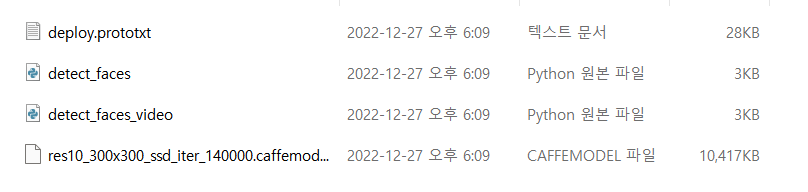 deploy.prototxt 2022-12-27 오후 6:09 텍스트 문서 28KB
detect_faces 2022-12-27 오후 6:09 Python 원본 파일 3KB
detect_faces_video 2022-12-27 오후 6:09 Python 원본 파일 3KB
res10_300x300_ssd_iter_140000.caffemod... 2022-12-27 오후 6:09 CAFFEMODEL 파일 10,417KB